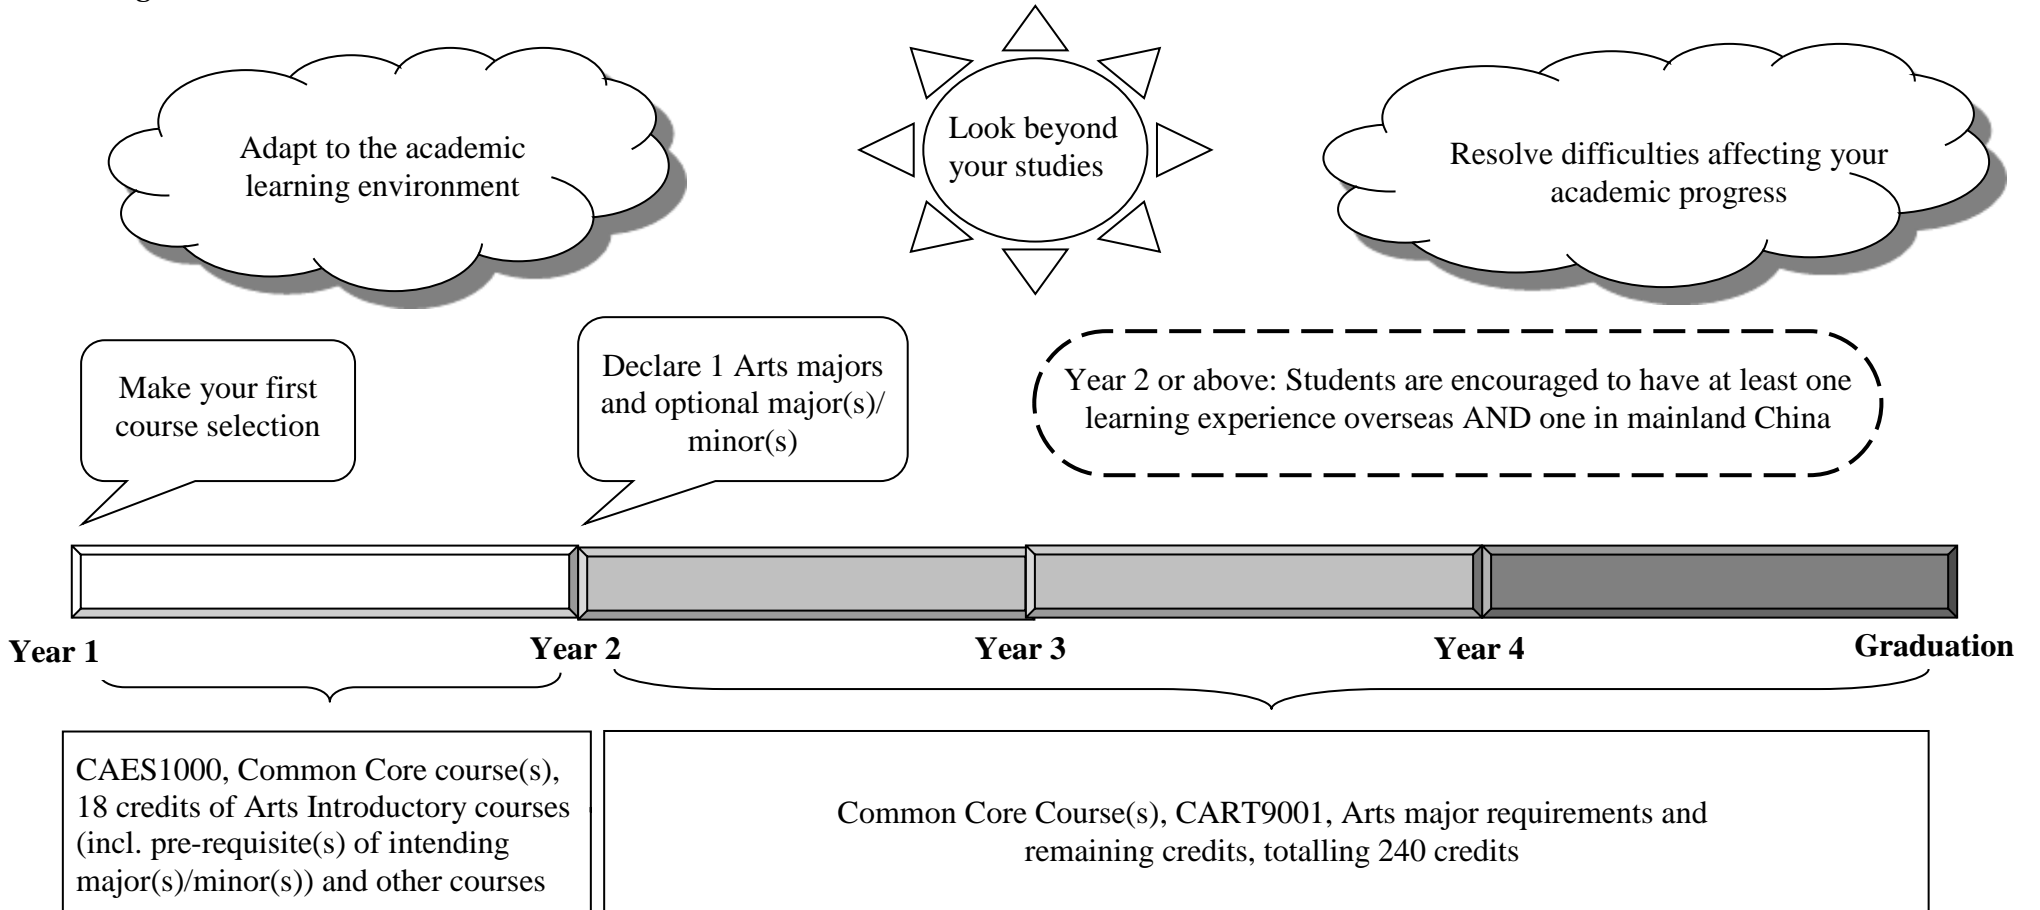 Adapt to the academic
learning environment
Look beyond
your studies
Resolve difficulties affecting your
academic progress
Make your first
course selection
Declare 1 Arts majors
and optional major(s)/
minor(s)
Year 2 or above: Students are encouraged to have at least one
learning experience overseas AND one in mainland China
Year 1
Year 2
Year 3
Year 4
Graduation
CAES1000, Common Core course(s),
18 credits of Arts Introductory courses
(incl. pre-requisite(s) of intending
major(s)/minor(s)) and other courses
Common Core Course(s), CART9001, Arts major requirements and
remaining credits, totalling 240 credits